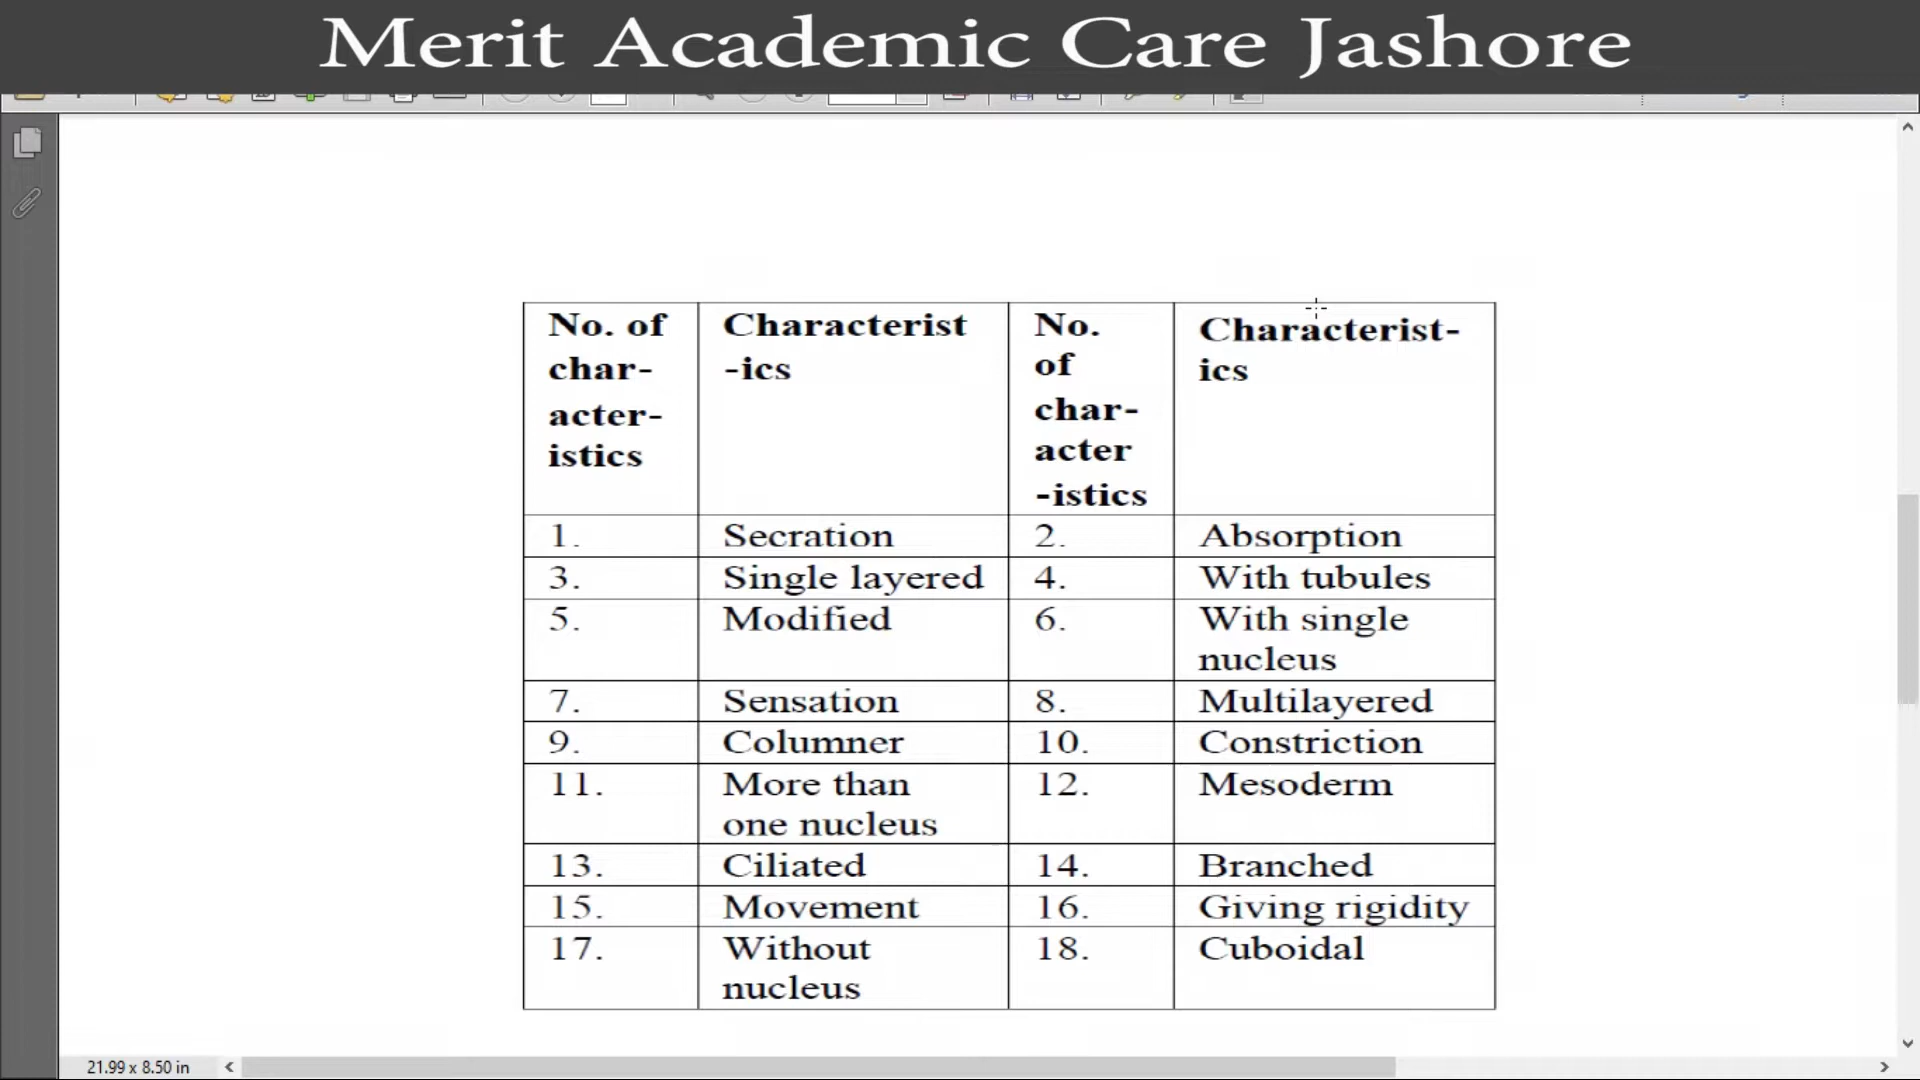 Merit Academic Care Jashore
No. of
char-
acter-
istics
Characterist
-ics
No.
of
char-
acter
-istics
Characterist-
ics
1. Secration 2. Absorption
3. Single layered 4. With tubules
5. Modified 6. With single
nucleus
7. Sensation 8. Multilayered
9. Columner 10. Constriction
11. More than 12. Mesoderm
one nucleus
13. Ciliated 14. Branched
15. Movement 16. Giving rigidity
17. Without 18. Cuboidal
nucleus
21.99 x 8.50 in